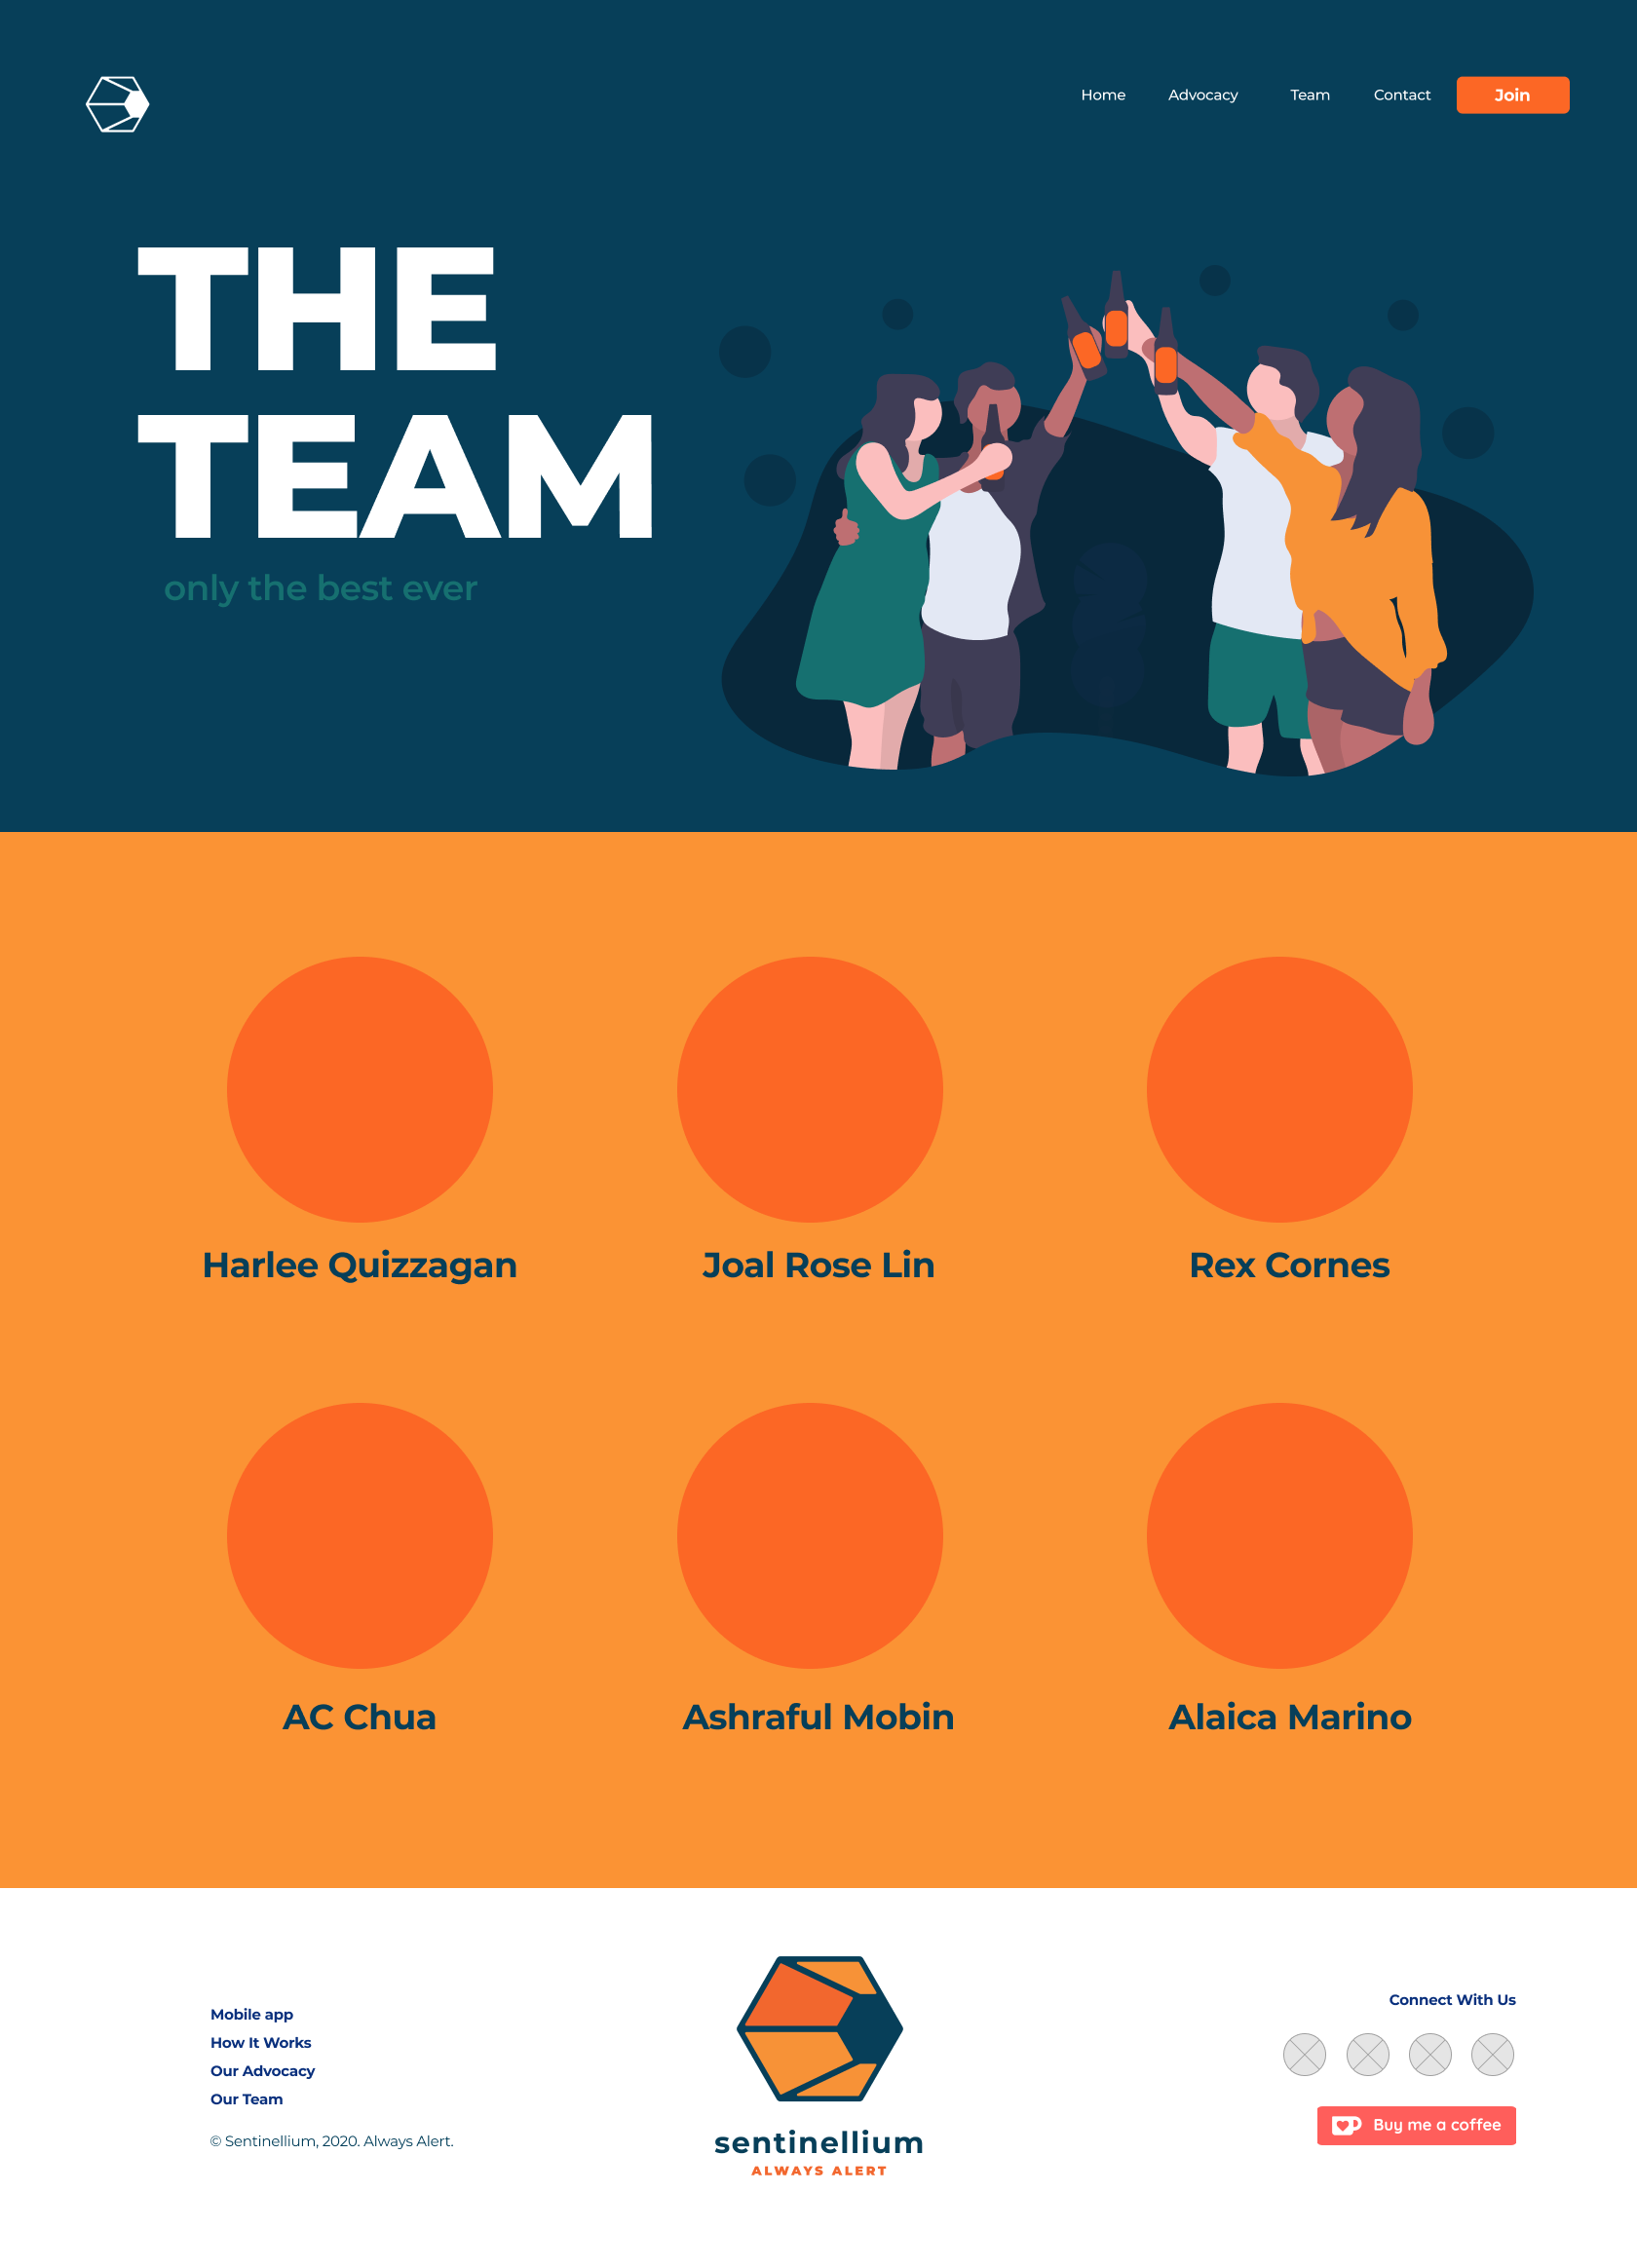 Home Advocacy Team Contact Join
THE
TEAM
only the best ever
Harlee Quizzagan Joal Rose Lin Rex Cornes
AC Chua Ashraful Mobin Alaica Marino
Mobile app
How It Works
Our Advocacy
Our Team
© Sentinellium, 2020. Always Alert.
sentinellium
ALWAYS ALERT
Connect With Us
Buy me a coffee